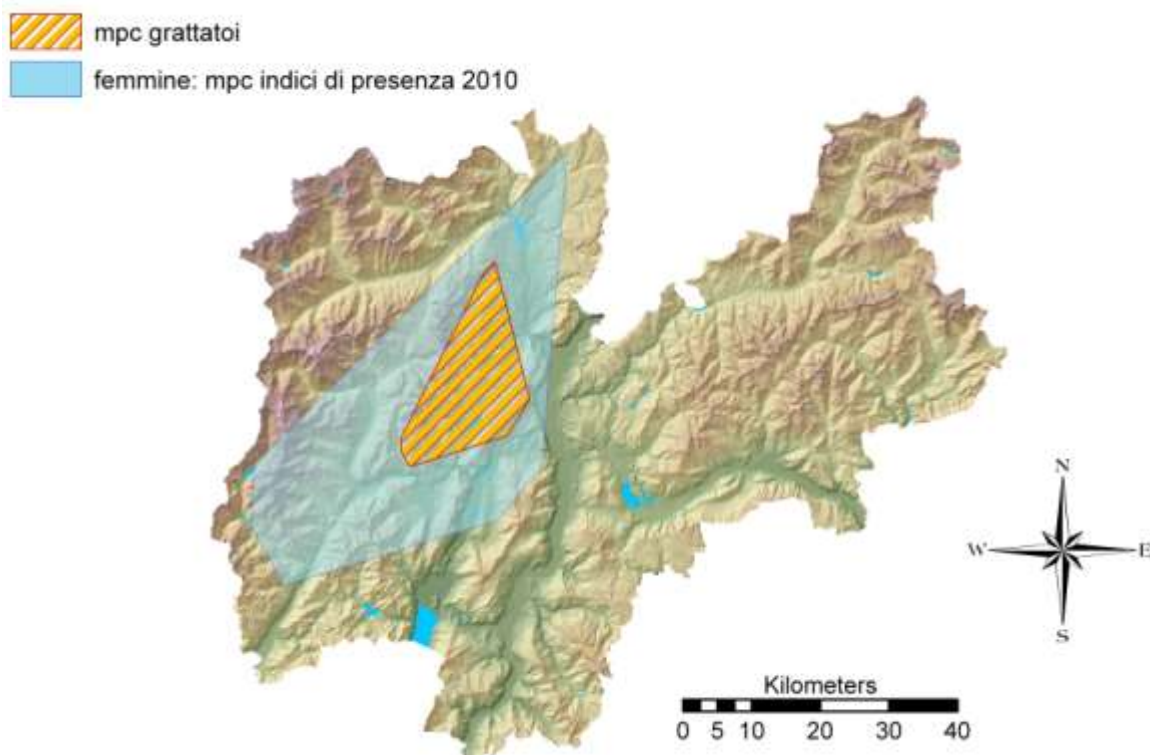 mpc grattatoi
femmine: mpc indici di presenza 2010
N
W E
S
Kilometers
0 5 10 20 30 40